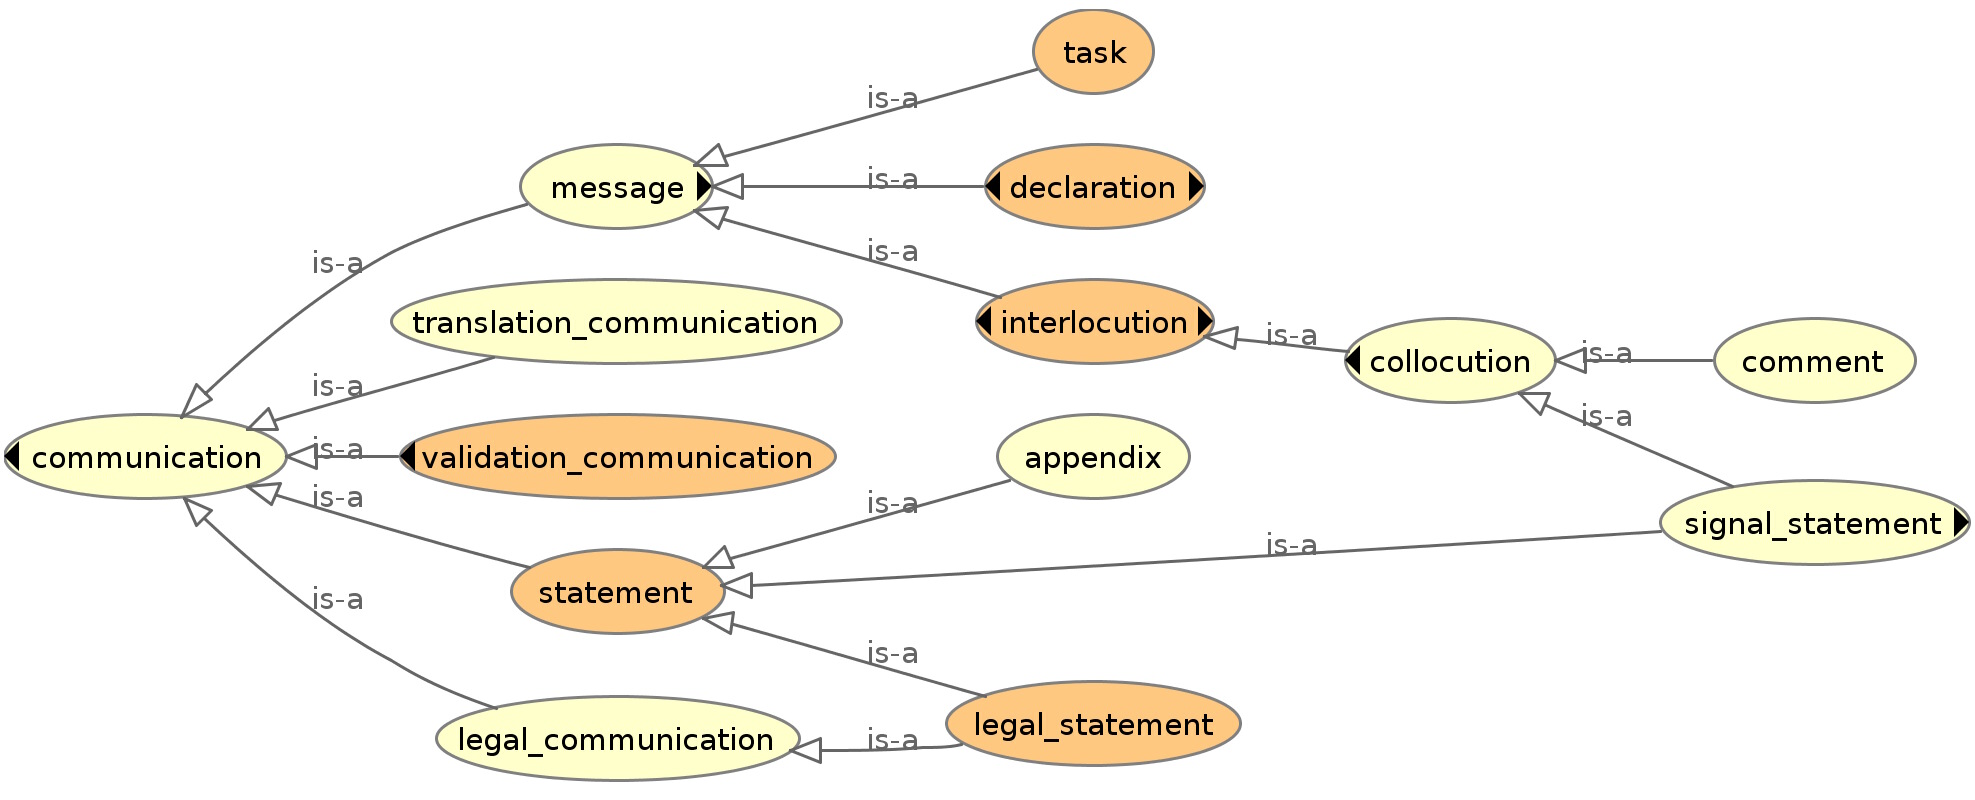 task
is-a
message
is-a
declaration
is-a
is-a
translation_communication
interlocution
is-a
collocution
is-a
comment
is-a
is-a
communication
is-a
validation_communication
appendix
is-a
is-a
signal_statement
is-a
statement
is-a
is-a
legal_statement
legal_communication
is-a